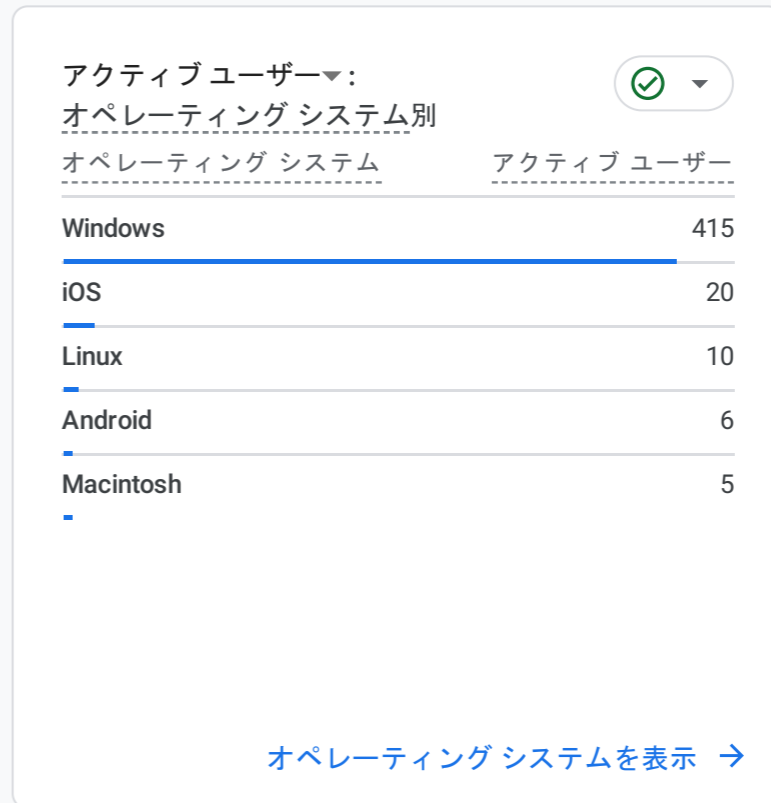 アクティブ ユーザー▼:
オペレーティング システム別
オペレーティング システム アクティブ ユーザー
Windows 415
iOS 20
Linux 10
Android 6
Macintosh 5
オペレーティング システムを表示 →